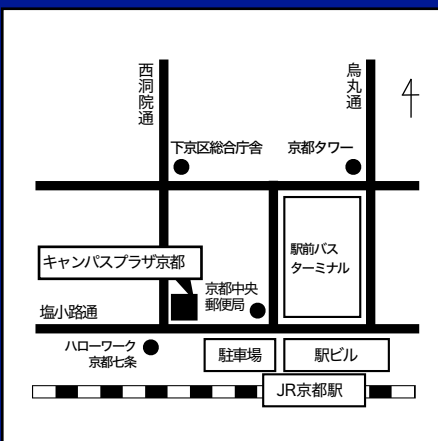 西洞院通
烏丸通
下京区総合庁舎
京都タワー
駅前バス
ターミナル
キャンパスプラザ京都
京都中央
郵便局
塩小路通
ハローワーク
京都七条
駐車場
駅ビル
JR京都駅